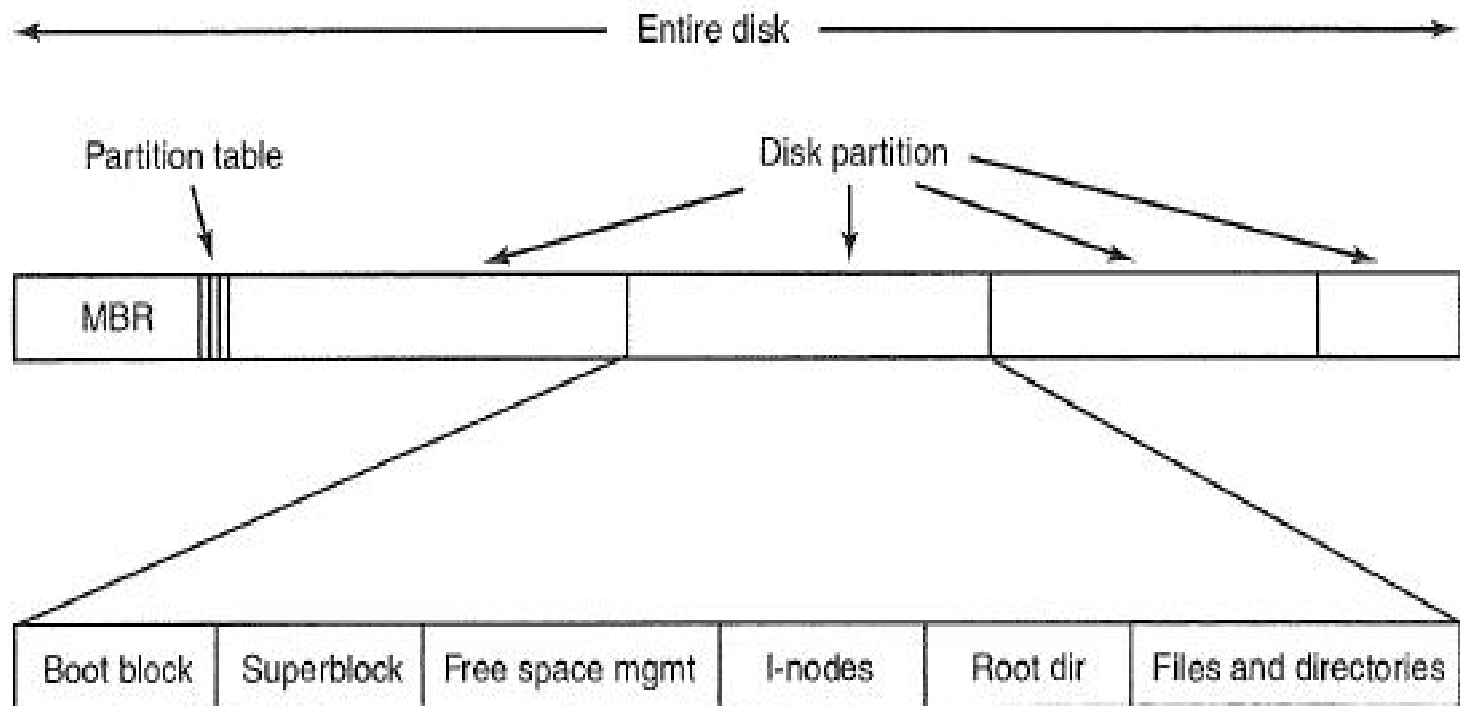 Entire disk
Partition table
Disk partition
MBR
Boot block
Superblock
Free space mgmt
I-nodes
Root dir
Files and directories